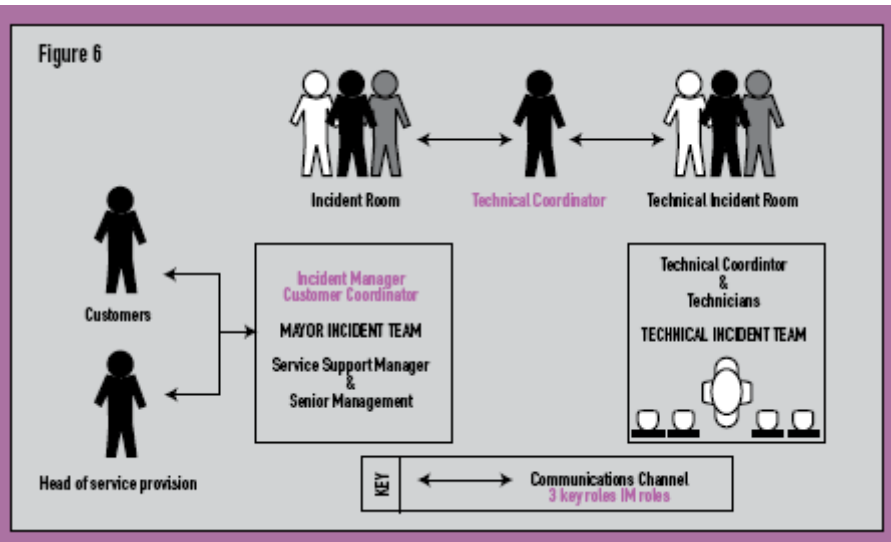 Figure 6
Incident Room
Technical Coordinator
Technical Incident Room
Customers
Head of service provision
Incident Manager
Customer Coordinator
MAYOR INCIDENT TEAM
Service Support Manager
&
Senior Management
Technical Coordintor
&
Technicians
TECHNICAL INCIDENT TEAM
KEY
Communications Channel
3 key roles IM roles